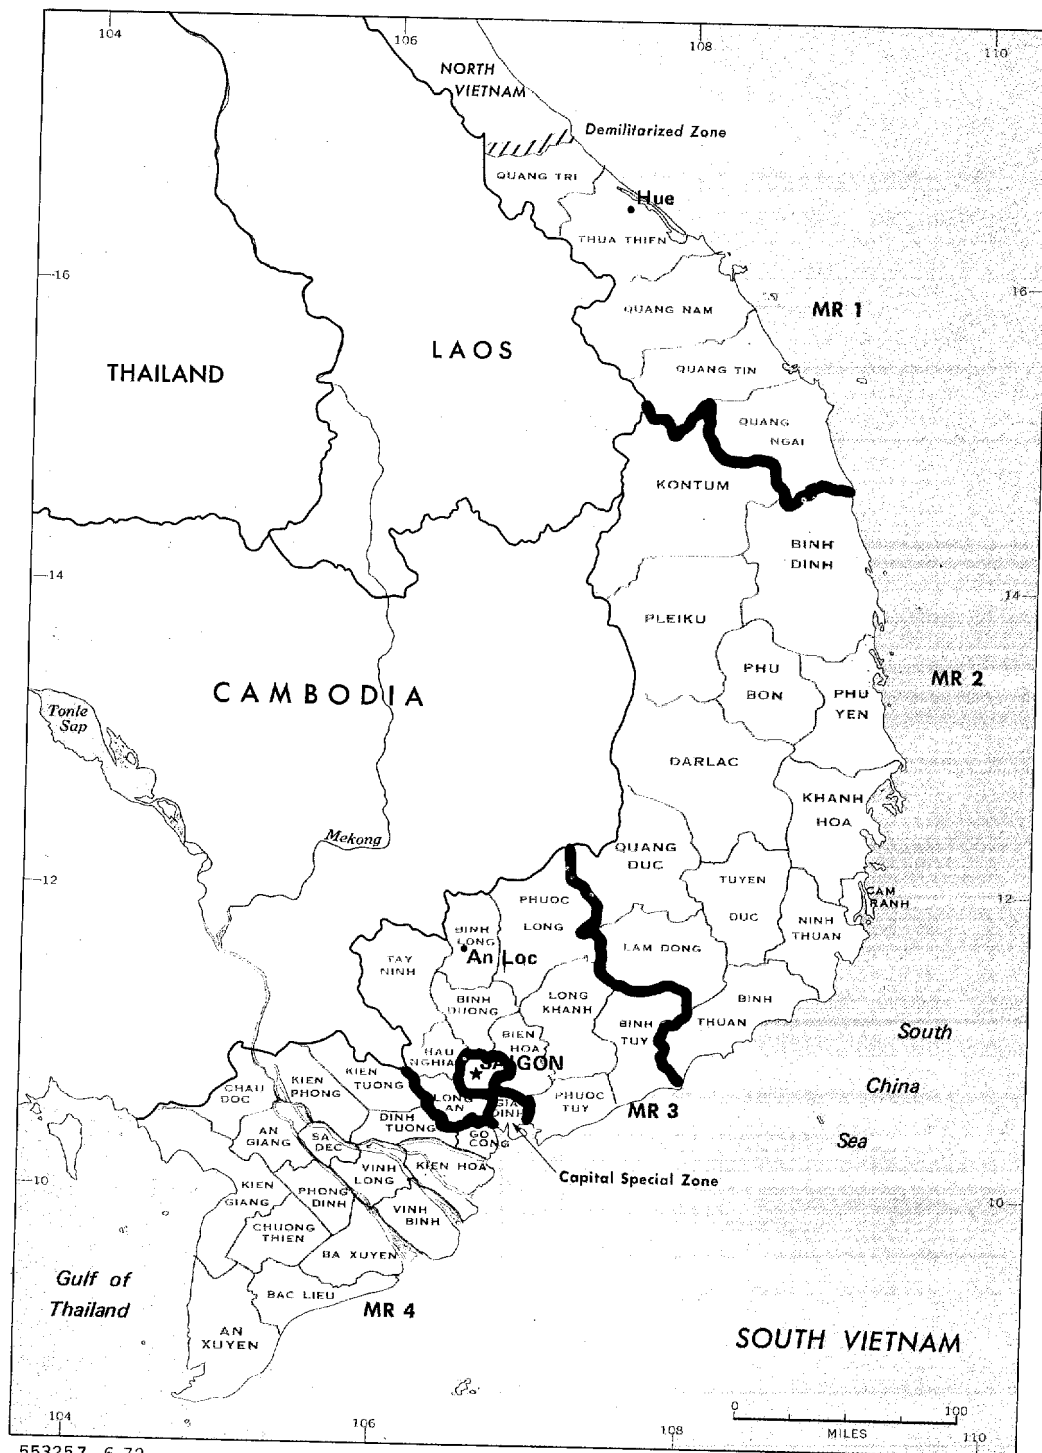 104
106
108
110
NORTH
VIETNAM
Demilitarized Zone
QUANG TRI
Hue
THUA THIEN
16
16
QUANG NAM
MR 1
LAOS
THAILAND
QUANG TIN
QUANG
NGAI
KONTUM
BINH
DINH
14
14
PLEIKU
PHU
BON
MR 2
PHU
YEN
CAMBODIA
Tonle
Sap
DARLAC
KHANH
HOA
Mekong
QUANG
DUC
12
12
TUYEN
DUC
CAM
RANH
PHUOC
LONG
NINH
THUAN
BINH
LONG
An Loc
LAM DONG
TAY
NINH
BINH
DUONG
LONG
KHANH
BINH
THUAN
BINH
TUY
BIEN
HOA
HAU
NGHIA
SAIGON
South
China
Sea
KIEN
TUONG
KIEN
PHONG
CHAU
DOC
LONG
AN
GIA
DINH
PHUOC
TUY
MR 3
DINH
TUONG
GO
CONG
AN
GIANG
SA
DEC
VINH
LONG
KIEN HOA
Capital Special Zone
10
10
KIEN
GIANG
PHONG
DINH
VINH
BINH
CHUONG
THIEN
BA XUYEN
Gulf of
Thailand
BAC LIEU
MR 4
AN
XUYEN
SOUTH VIETNAM
0
100
MILES
104
106
108
110
553257 6-72